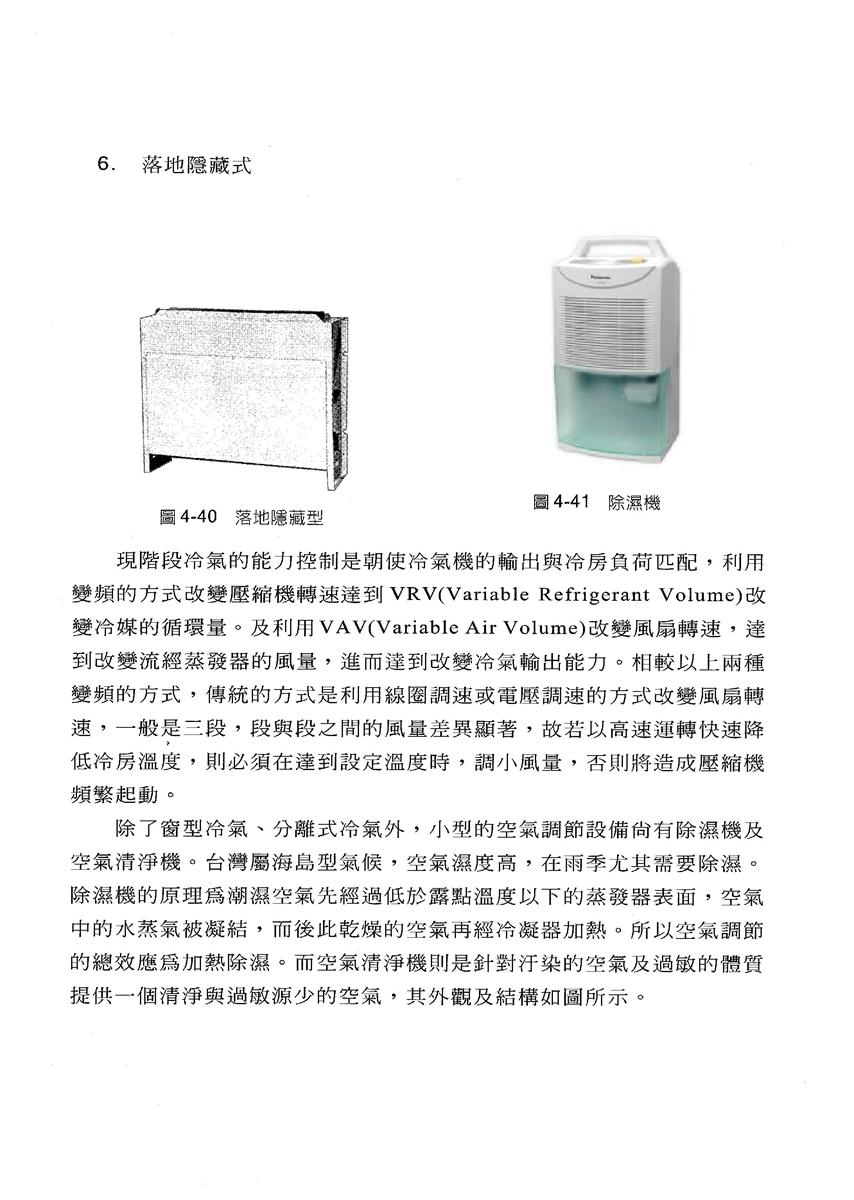 6. 落地隱藏式
Panasonic
圖 4-40 落地隱藏型
圖 4-41 除濕機
現階段冷氣的能力控制是朝使冷氣機的輸出與冷房負荷匹配，利用
變頻的方式改變壓縮機轉速達到 VRV(Variable Refrigerant Volume)改
變冷媒的循環量。及利用 VAV(Variable Air Volume)改變風扇轉速，達
到改變流經蒸發器的風量，進而達到改變冷氣輸出能力。相較以上兩種
變頻的方式，傳統的方式是利用線圈調速或電壓調速的方式改變風扇轉
速，一般是三段，段與段之間的風量差異顯著，故若以高速運轉快速降
低冷房溫度，則必須在達到設定溫度時，調小風量，否則將造成壓縮機
頻繁起動。
除了窗型冷氣、分離式冷氣外，小型的空氣調節設備尚有除濕機及
空氣清淨機。台灣屬海島型氣候，空氣濕度高，在雨季尤其需要除濕。
除濕機的原理為潮濕空氣先經過低於露點溫度以下的蒸發器表面，空氣
中的水蒸氣被凝結，而後此乾燥的空氣再經冷凝器加熱。所以空氣調節
的總效應為加熱除濕。而空氣清淨機則是針對汙染的空氣及過敏的體質
提供一個清淨與過敏源少的空氣，其外觀及結構如圖所示。